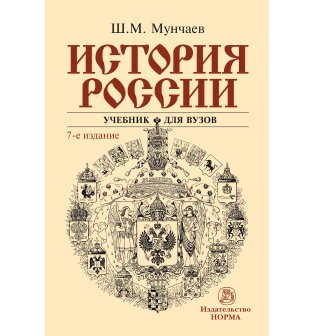 Ш.М. Мунчаев
ИСТОРИЯ
РОССИИ
УЧЕБНИК ДЛЯ ВУЗОВ
7-е издание
Издательство
НОРМА